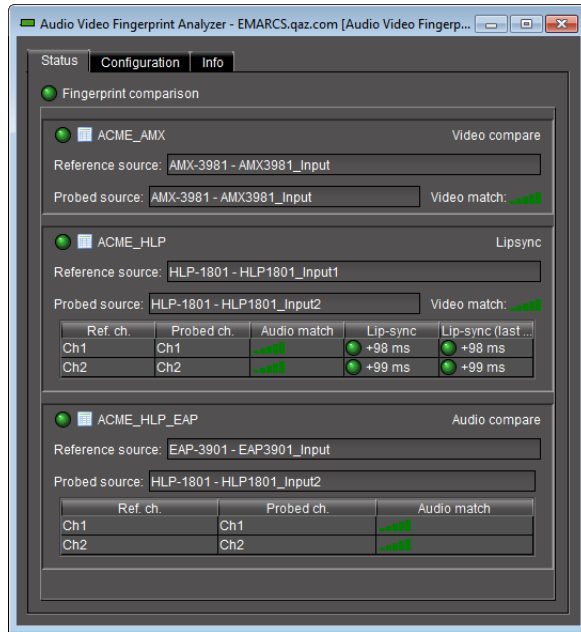 Audio Video Fingerprint Analyzer - EMARCS.qaz.com [Audio Video Fingerp...
Status Configuration Info
Fingerprint comparison
ACME_AMX Video compare
Reference source: AMX-3981 - AMX3981_Input
Probed source: AMX-3981 - AMX3981_Input Video match:
ACME_HLP Lipsync
Reference source: HLP-1801 - HLP1801_Input1
Probed source: HLP-1801 - HLP1801_Input2 Video match:
Ref. ch. Probed ch. Audio match Lip-sync Lip-sync (last ...
Ch1 Ch1 +98 ms +98 ms
Ch2 Ch2 +99 ms +99 ms
ACME_HLP_EAP Audio compare
Reference source: EAP-3901 - EAP3901_Input
Probed source: HLP-1801 - HLP1801_Input2
Ref. ch. Probed ch. Audio match
Ch1 Ch1
Ch2 Ch2